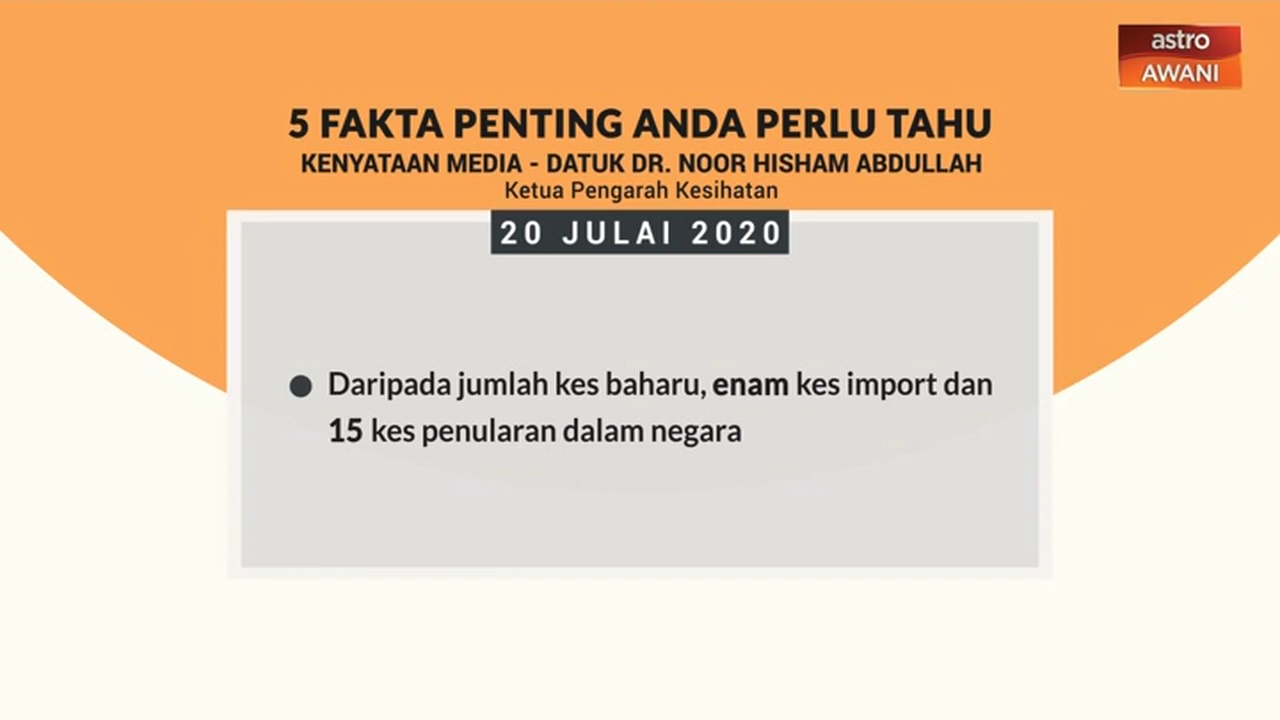 astro
AWANI
5 FAKTA PENTING ANDA PERLU TAHU
KENYATAAN MEDIA - DATUK DR. NOOR HISHAM ABDULLAH
Ketua Pengarah Kesihatan
20 JULAI 2020
● Daripada jumlah kes baharu, enam kes import dan
15 kes penularan dalam negara